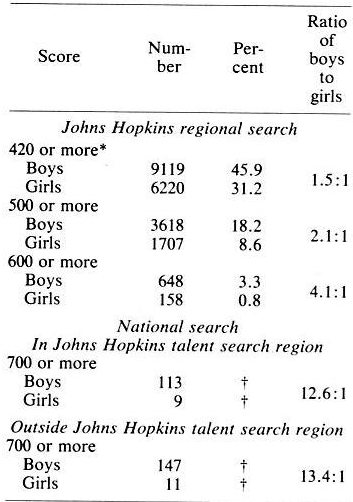 Score Num-ber Per-cent Ratio of boys to girls
Johns Hopkins regional search
420 or more*
Boys 9119 45.9
Girls 6220 31.2 1.5:1
500 or more
Boys 3618 18.2
Girls 1707 8.6 2.1:1
600 or more
Boys 648 3.3
Girls 158 0.8 4.1:1
National search
In Johns Hopkins talent search region
700 or more
Boys 113 †
Girls 9 † 12.6:1
Outside Johns Hopkins talent search region
700 or more
Boys 147 †
Girls 11 † 13.4:1